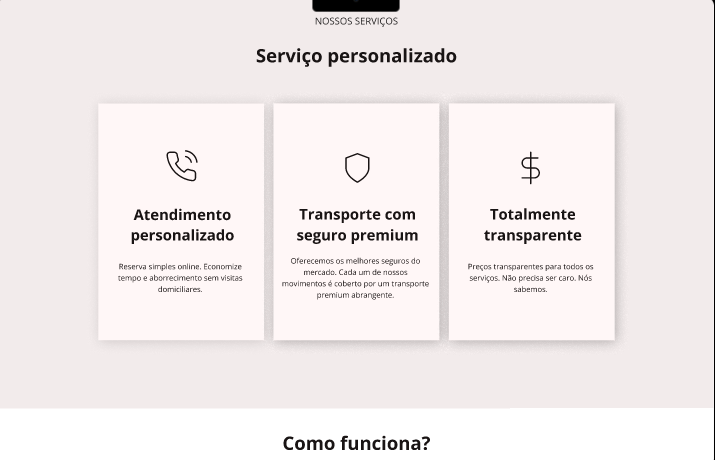 NOSSOS SERVIÇOS
Serviço personalizado
Atendimento
personalizado
Reserva simples online. Economize
tempo e aborrecimento sem visitas
domiciliares.
Transporte com
seguro premium
Oferecemos os melhores seguros do
mercado. Cada um de nossos
movimentos é coberto por um transporte
premium abrangente.
Totalmente
transparente
Preços transparentes para todos os
serviços. Não precisa ser caro. Nós
sabemos.
Como funciona?